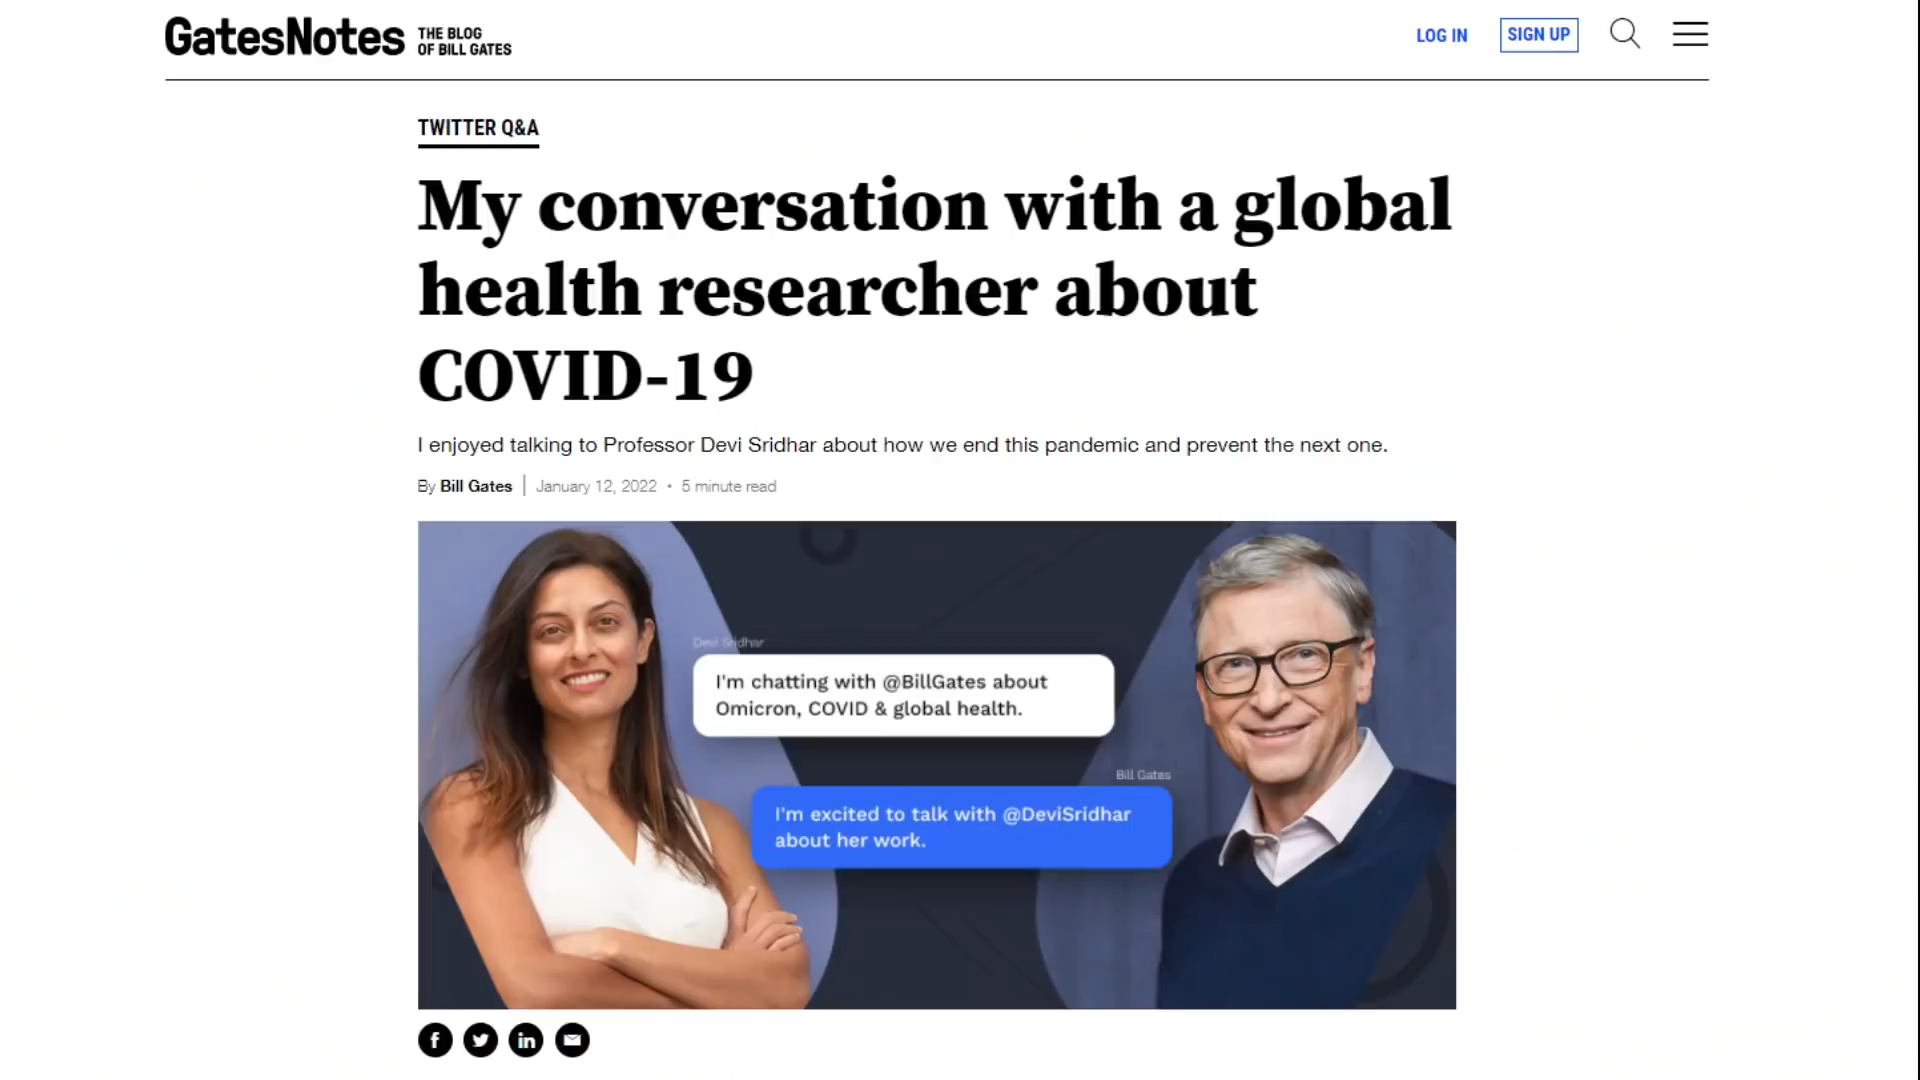 GatesNotes
THE BLOG
OF BILL GATES
LOG IN
SIGN UP
TWITTER Q&A
My conversation with a global
health researcher about
COVID-19
I enjoyed talking to Professor Devi Sridhar about how we end this pandemic and prevent the next one.
By Bill Gates | January 12, 2022 • 5 minute read
Devi Sridhar
I'm chatting with @BillGates about
Omicron, COVID & global health.
Bill Gates
I'm excited to talk with @DeviSridhar
about her work.